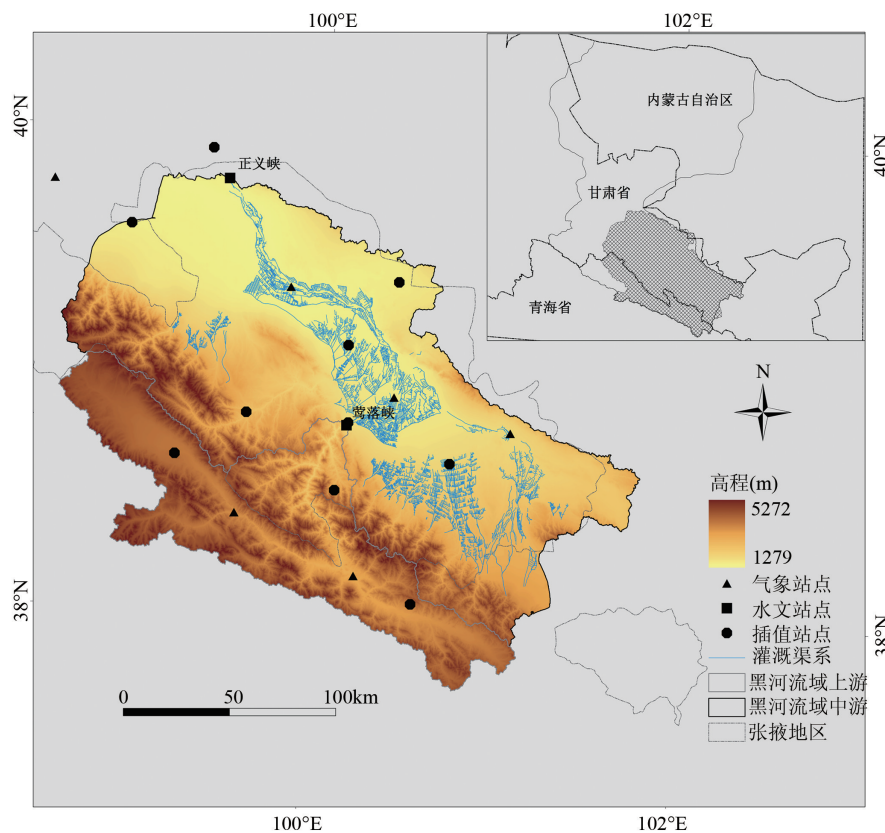 100°E
102°E
40°N
40°N
内蒙古自治区
甘肃省
青海省
正义峡
莺落峡
N
高程(m)
5272
1279
气象站点
水文站点
插值站点
灌溉渠系
黑河流域上游
黑河流域中游
张掖地区
38°N
38°N
0
50
100km
100°E
102°E